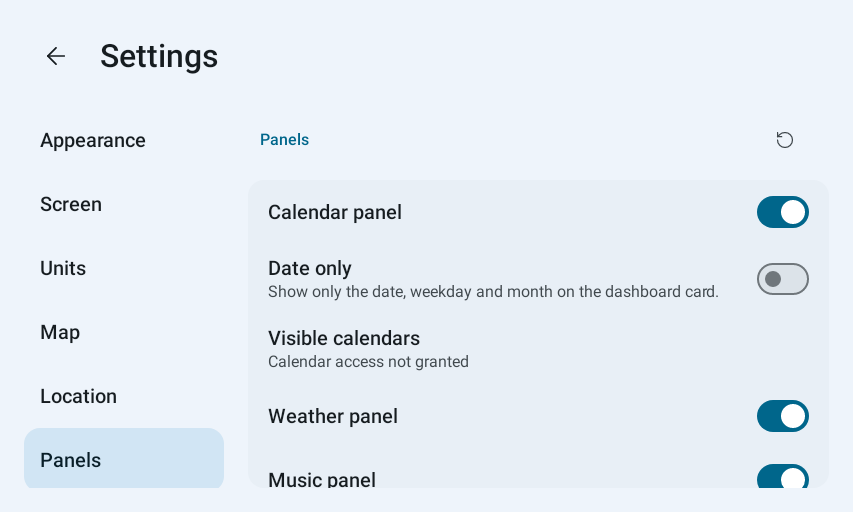 Settings
Appearance
Screen
Units
Map
Location
Panels
Panels
Calendar panel
Date only
Show only the date, weekday and month on the dashboard card.
Visible calendars
Calendar access not granted
Weather panel
Music panel